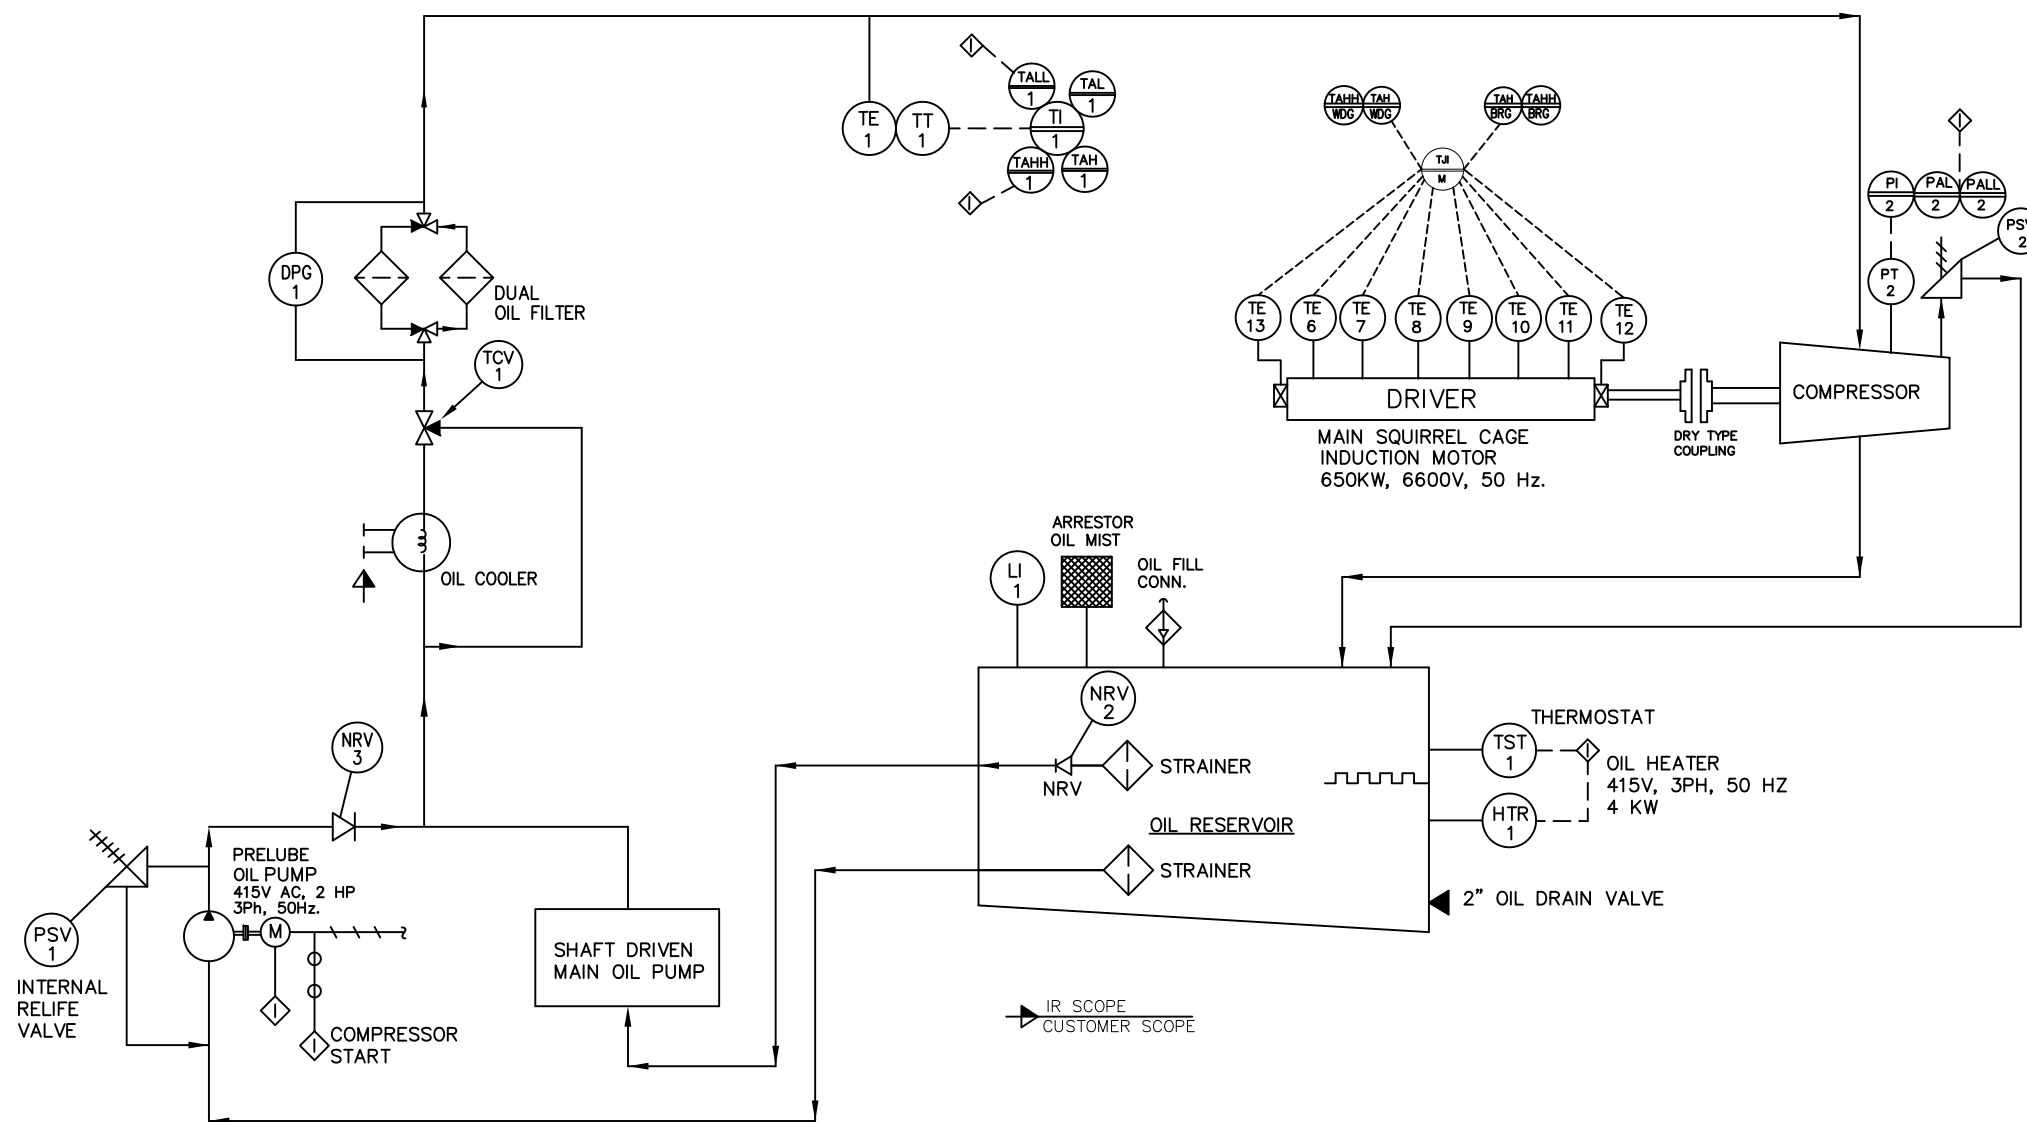 TALL
1
TAL
1
TE
1
TT
1
TI
1
TAHH
1
TAH
1
TAHH
WDG
TAH
WDG
TAH
BRG
TAHH
BRG
TJI
M
PI
2
PAL
2
PALL
2
PSV
2
PT
2
DPG
1
DUAL
OIL FILTER
TCV
1
TE
13
TE
6
TE
7
TE
8
TE
9
TE
10
TE
11
TE
12
DRIVER
MAIN SQUIRREL CAGE
INDUCTION MOTOR
650KW, 6600V, 50 Hz.
DRY TYPE
COUPLING
COMPRESSOR
OIL COOLER
LI
1
ARRESTOR
OIL MIST
OIL FILL
CONN.
NRV
2
STRAINER
NRV
OIL RESERVOIR
STRAINER
THERMOSTAT
TST
1
OIL HEATER
415V, 3PH, 50 HZ
4 KW
HTR
1
2” OIL DRAIN VALVE
NRV
3
PRELUBE
OIL PUMP
415V AC, 2 HP
3Ph, 50Hz.
M
PSV
1
INTERNAL
RELIFE
VALVE
COMPRESSOR
START
SHAFT DRIVEN
MAIN OIL PUMP
IR SCOPE
CUSTOMER SCOPE